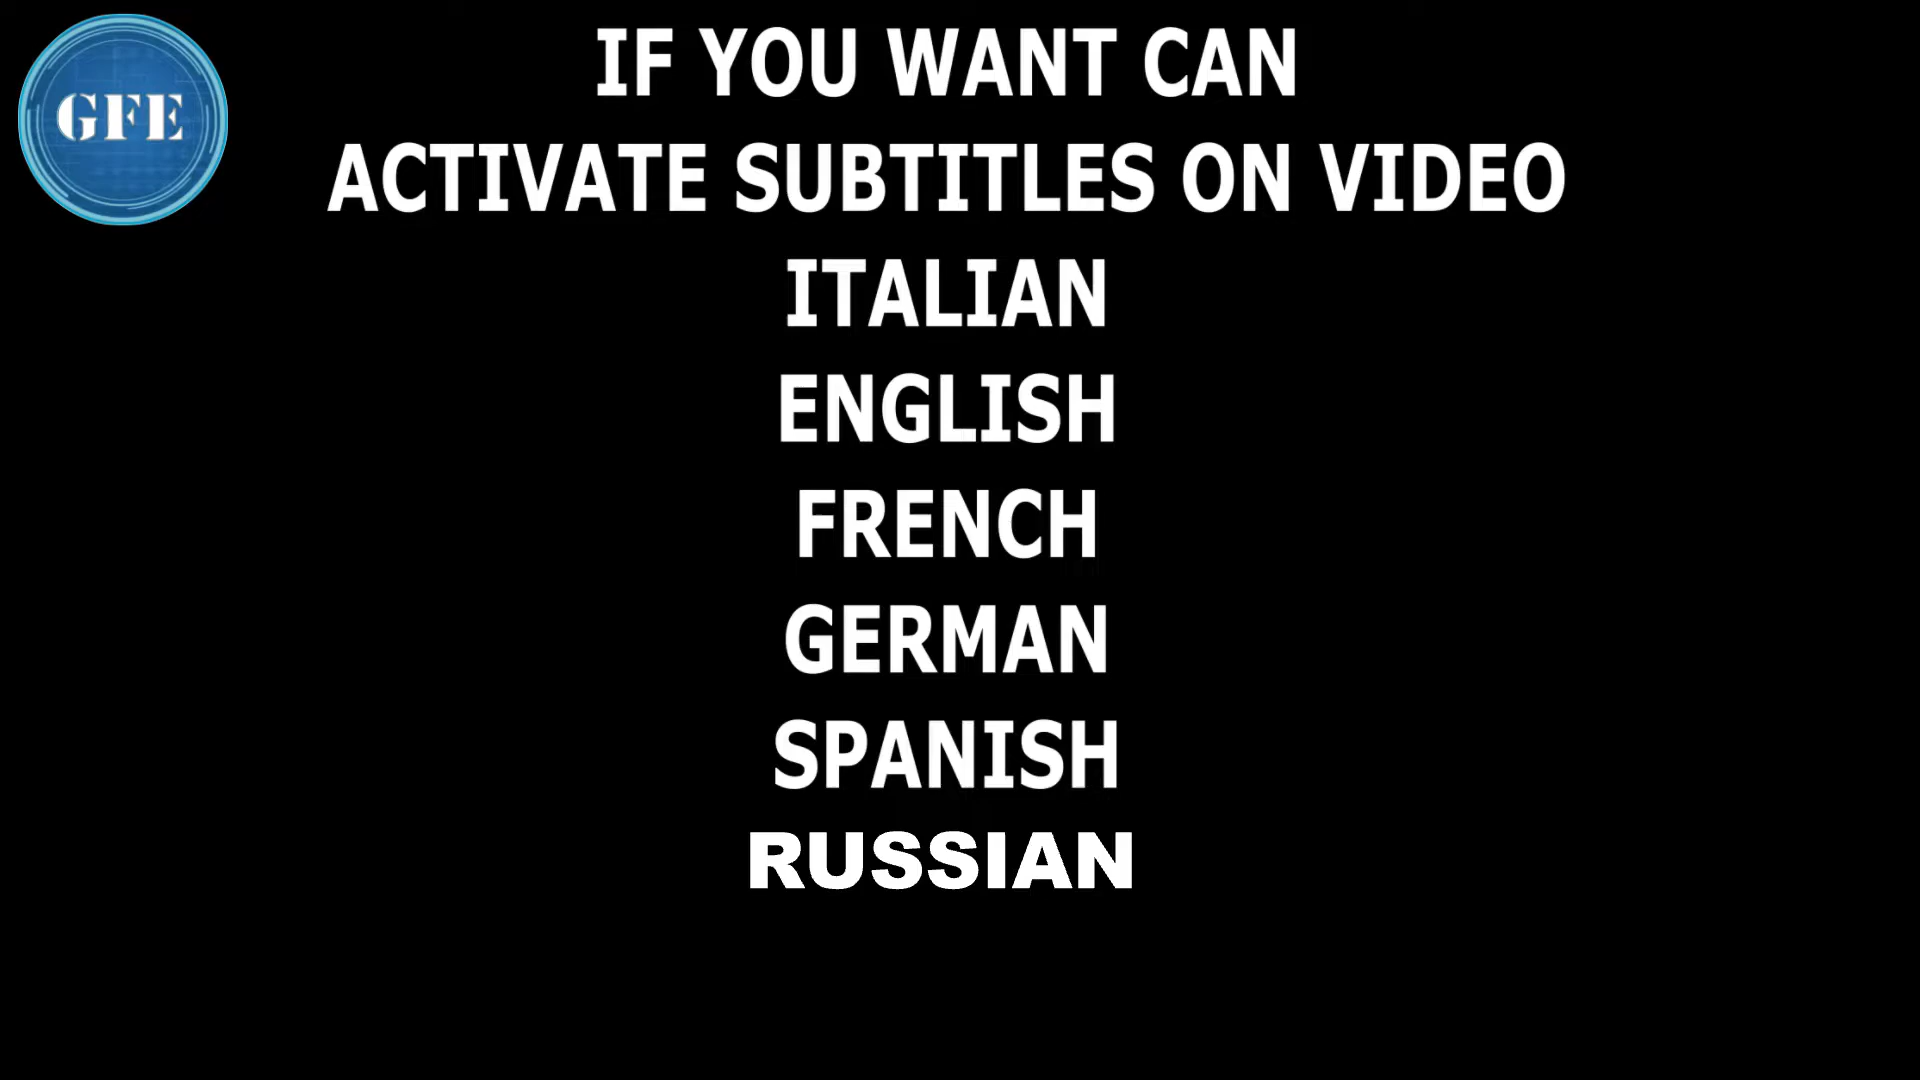 GFE
IF YOU WANT CAN
ACTIVATE SUBTITLES ON VIDEO
ITALIAN
ENGLISH
FRENCH
GERMAN
SPANISH
RUSSIAN